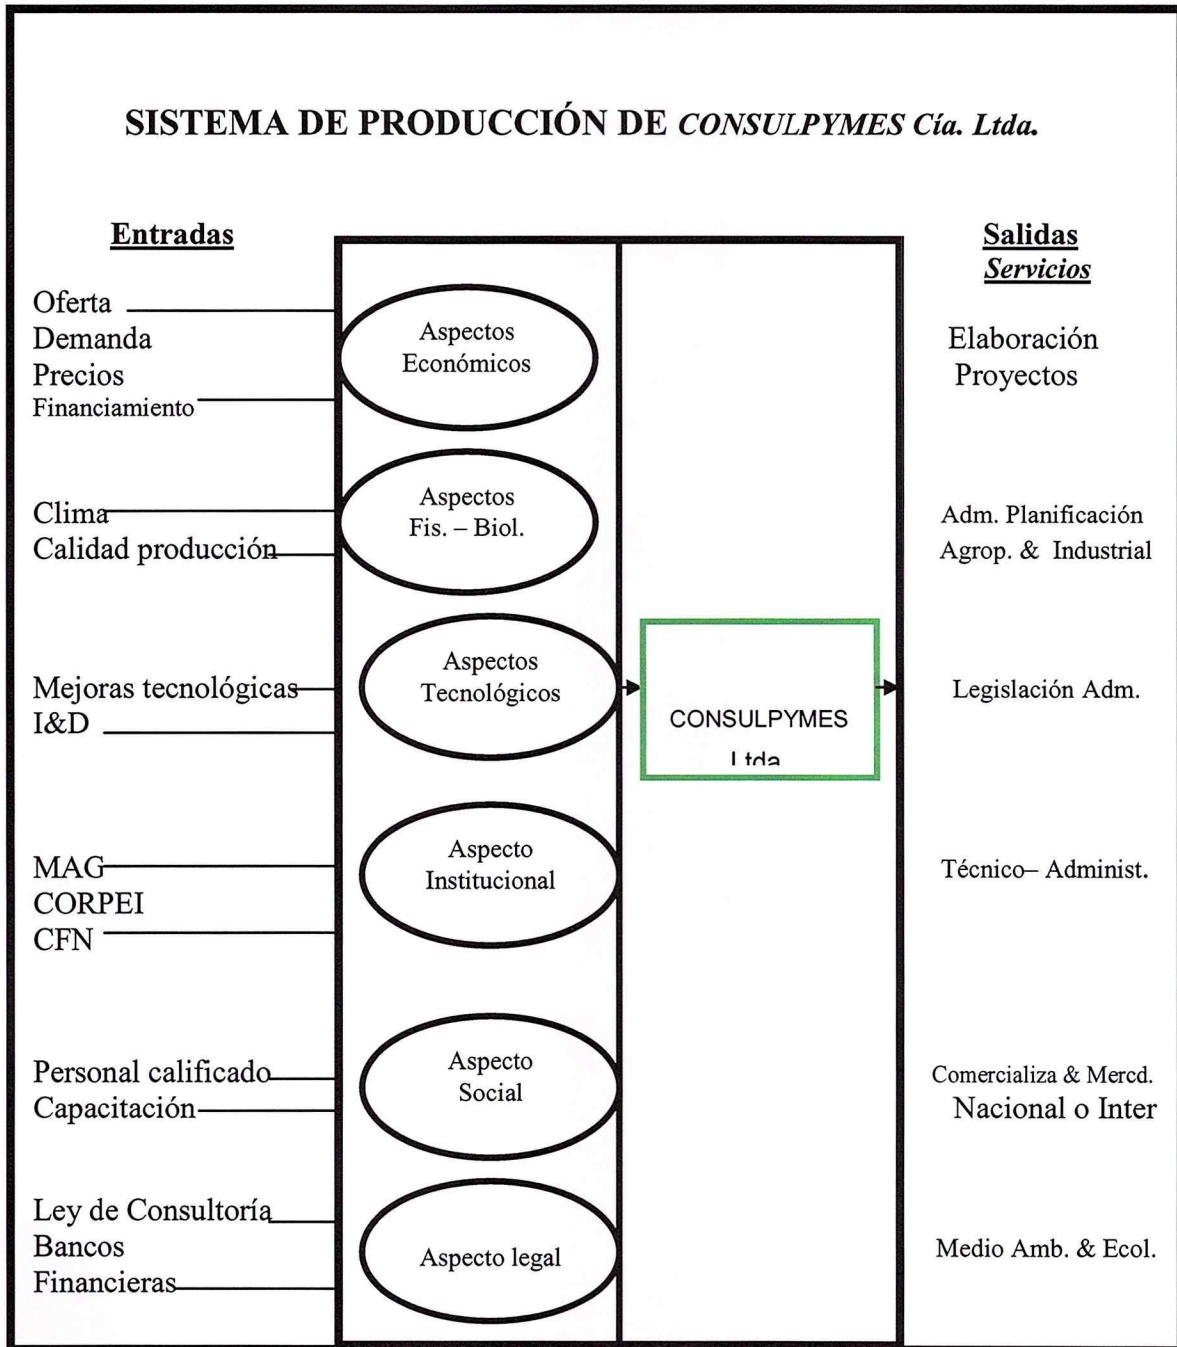 SISTEMA DE PRODUCCIÓN DE CONSULPYMES Cía. Ltda.
Entradas
Oferta
Demanda
Precios
Financiamiento
Clima
Calidad producción
Mejoras tecnológicas
I&D
MAG
CORPEI
CFN
Personal calificado
Capacitación
Ley de Consultoría
Bancos
Financieras
Aspectos
Económicos
Aspectos
Fis. – Biol.
Aspectos
Tecnológicos
Aspecto
Institucional
Aspecto
Social
Aspecto legal
CONSULPYMES
Ltda
Salidas
Servicios
Elaboración
Proyectos
Adm. Planificación
Agrop. & Industrial
Legislación Adm.
Técnico– Administ.
Comercializa & Mercd.
Nacional o Inter
Medio Amb. & Ecol.